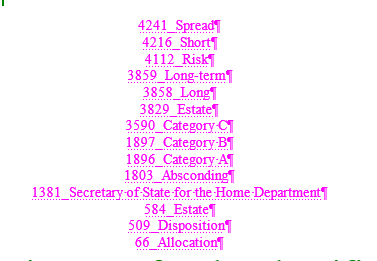 4241_Spread¶
4216_Short¶
4112_Risk¶
3859_Long-term¶
3858_Long¶
3829_Estate¶
3590_Category·C¶
1897_Category·B¶
1896_Category·A¶
1803_Absconding¶
1381_Secretary·of·State·for·the·Home·Department¶
584_Estate¶
509_Disposition¶
66_Allocation¶